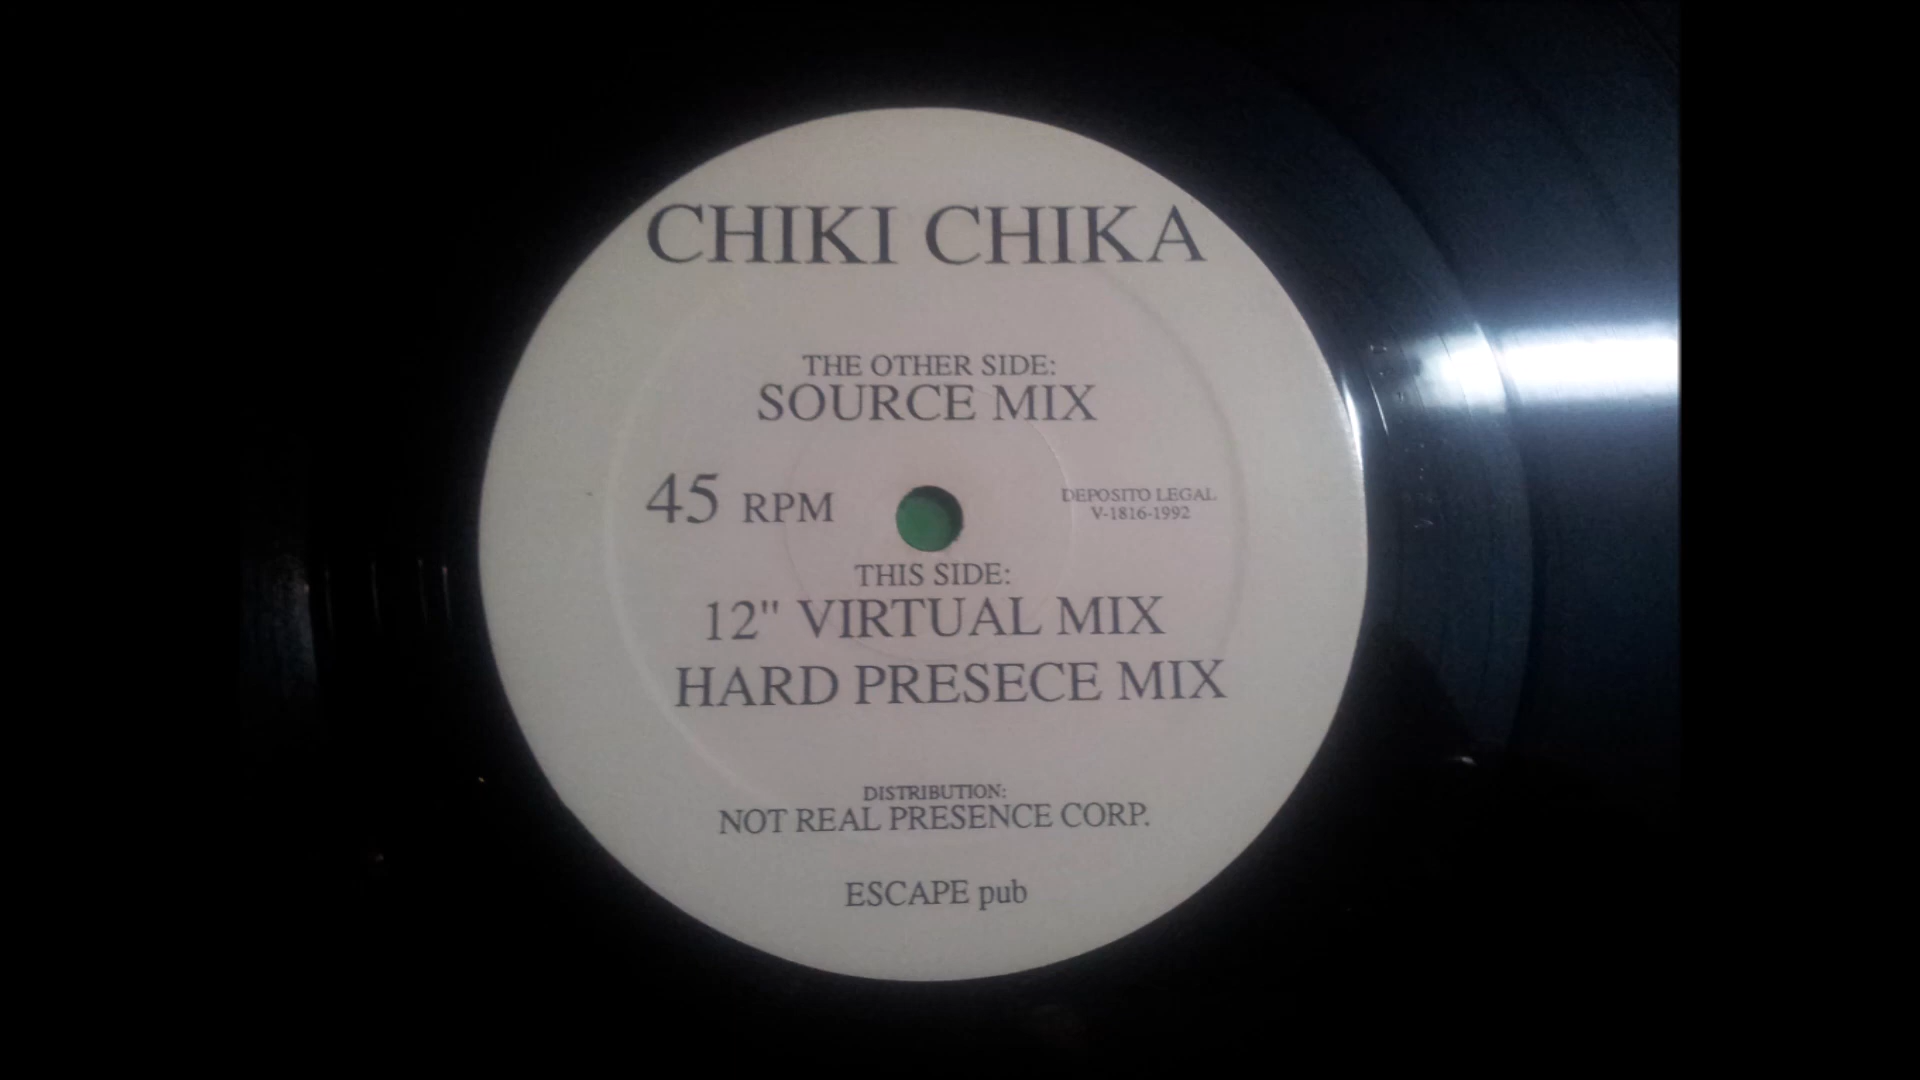 CHIKI CHIKA
THE OTHER SIDE:
SOURCE MIX
45 RPM
DEPOSITO LEGAL
V-1816-1992
THIS SIDE:
12" VIRTUAL MIX
HARD PRESECE MIX
DISTRIBUTION:
NOT REAL PRESENCE CORP.
ESCAPE pub